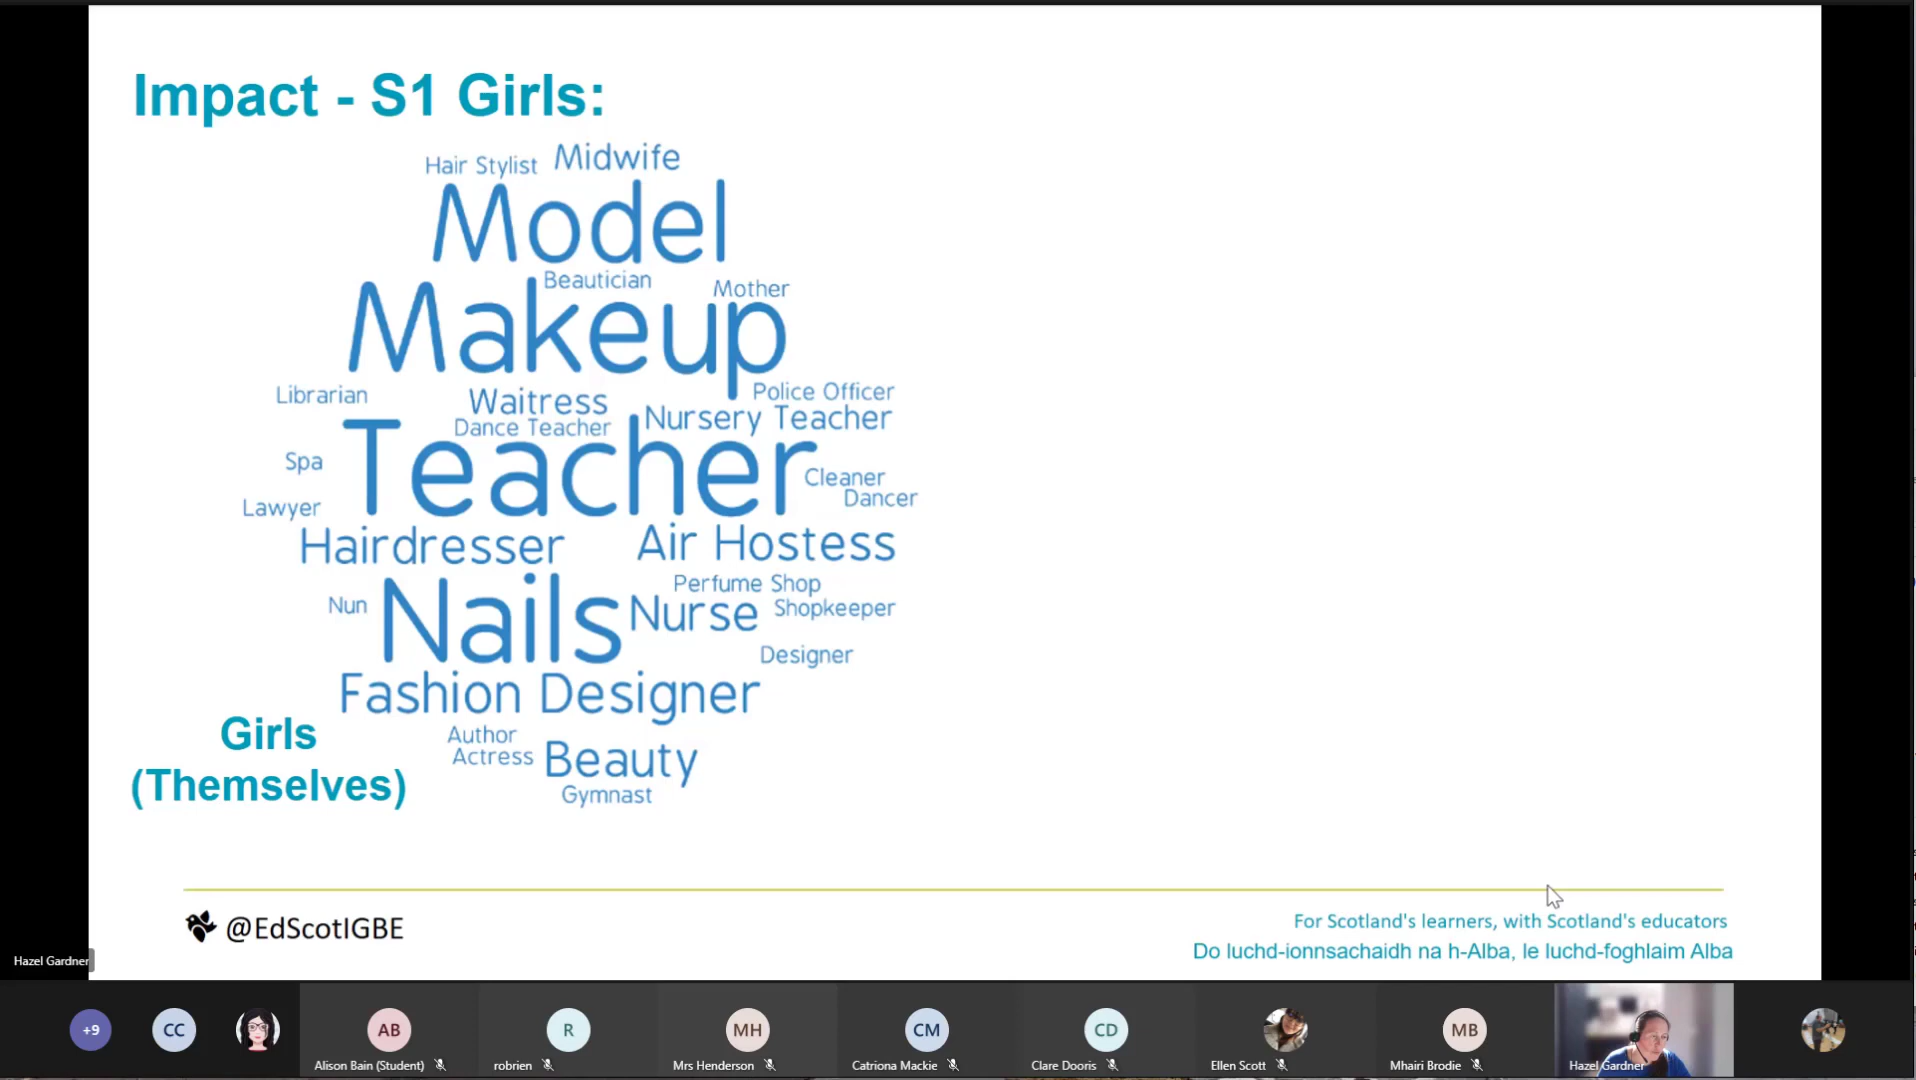 Impact - S1 Girls:
Hair Stylist Midwife
Model
Beautician Mother
Makeup
Librarian Waitress Police Officer
Dance Teacher Nursery Teacher
Teacher
Spa Cleaner
Lawyer Dancer
Hairdresser Air Hostess
Perfume Shop
Nun Nails Nurse Shopkeeper
Designer
Fashion Designer
Girls
(Themselves)
Author
Actress Beauty
Gymnast
@EdScotIGBE
For Scotland's learners, with Scotland's educators
Do luchd-ionnsachaidh na h-Alba, le luchd-foghlaim Alba
Hazel Gardner
+9
CC
AB
Alison Bain (Student)
R
robrien
MH
Mrs Henderson
CM
Catriona Mackie
CD
Clare Dooris
Ellen Scott
MB
Mhairi Brodie
Hazel Gardner